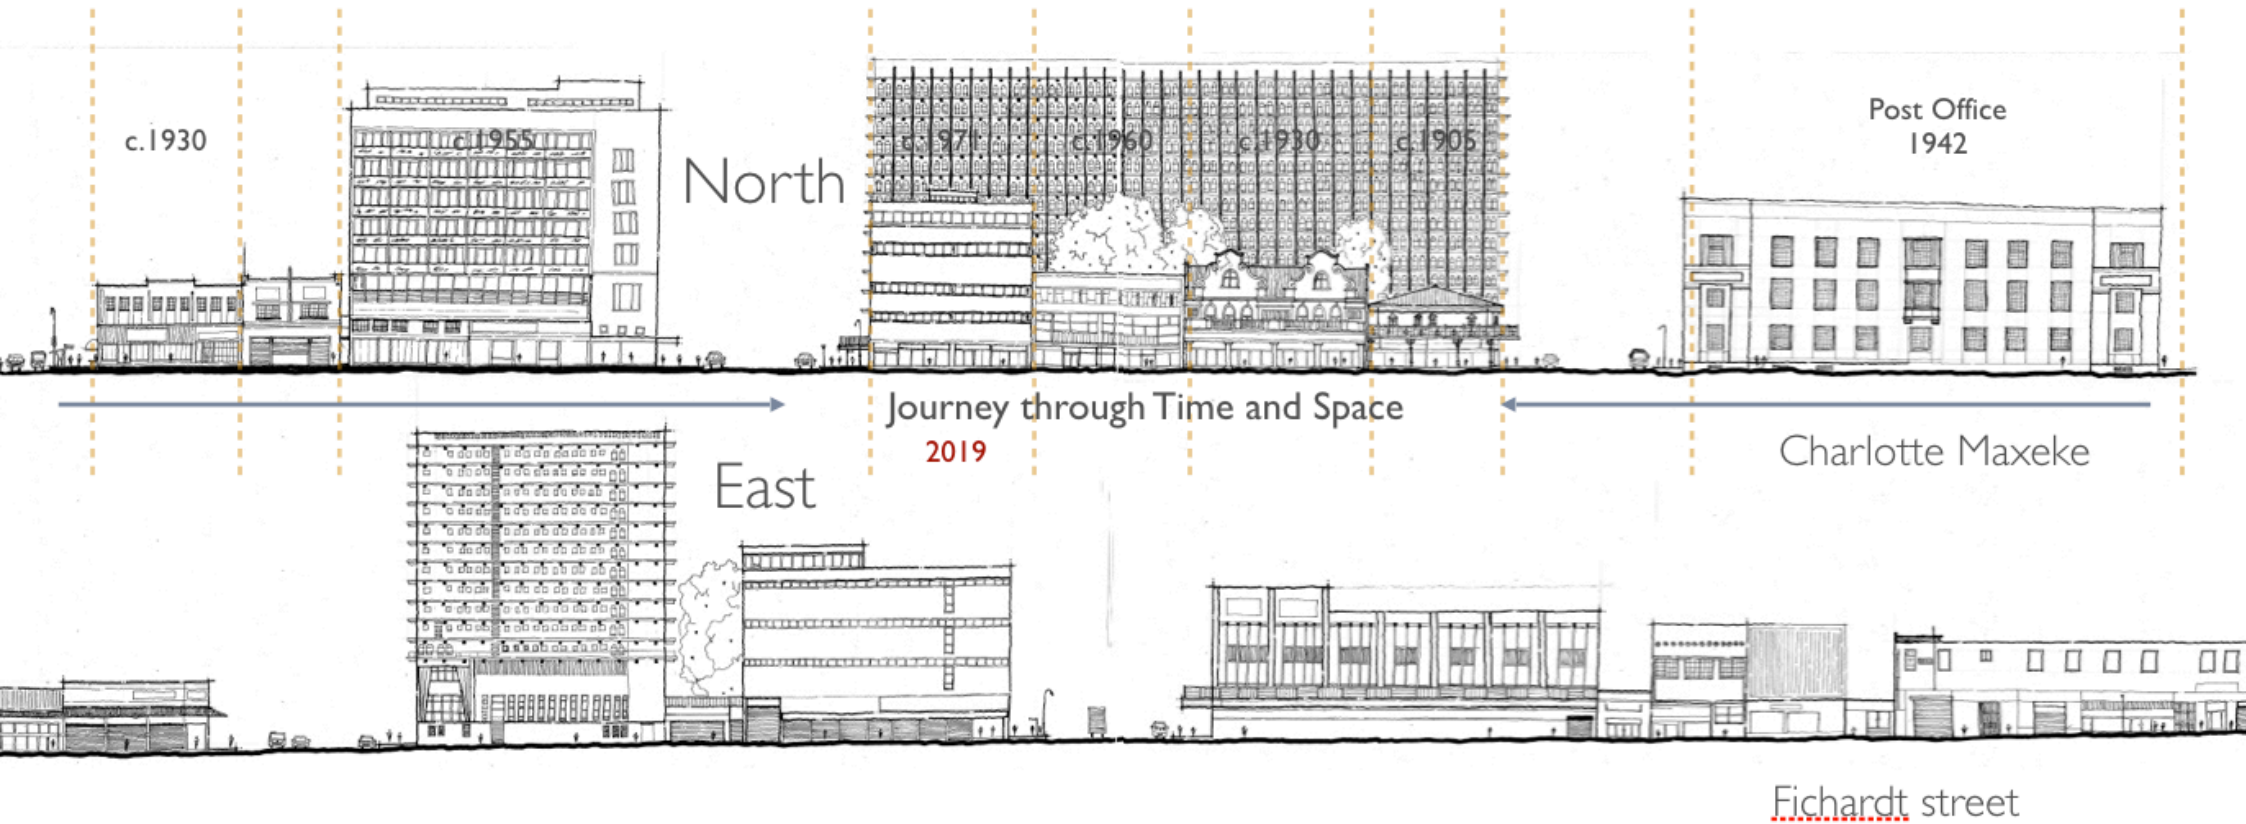 c.1930
c.1955
North
c.1971
c.1960
c.1930
c.1905
Post Office
1942
Journey through Time and Space
2019
Charlotte Maxeke
East
Fichardt street